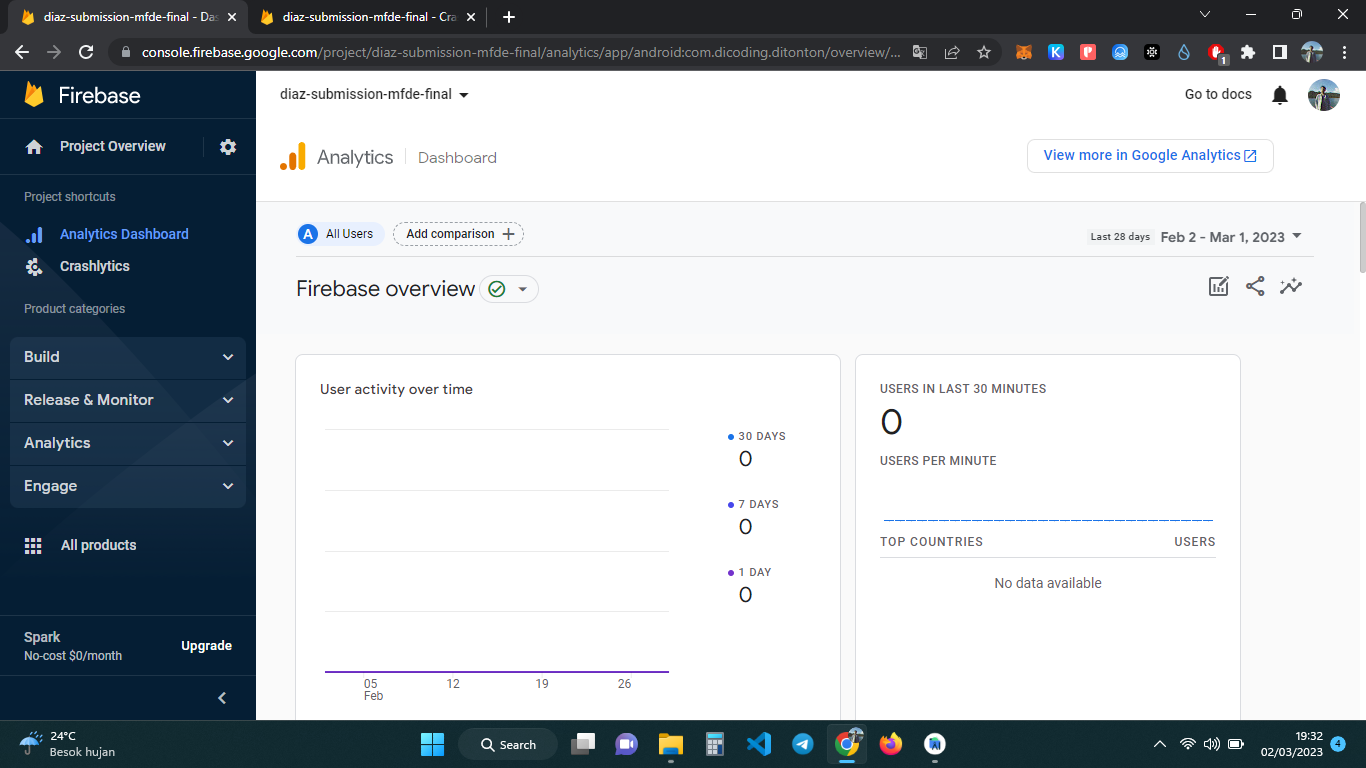 diaz-submission-mfde-final - Das
diaz-submission-mfde-final - Cra
console.firebase.google.com/project/diaz-submission-mfde-final/analytics/app/android:com.dicoding.ditonton/overview/...
1
Firebase
Project Overview
Project shortcuts
Analytics Dashboard
Crashlytics
Product categories
Build
Release & Monitor
Analytics
Engage
All products
Spark
No-cost $0/month
Upgrade
diaz-submission-mfde-final
Go to docs
Analytics
Dashboard
View more in Google Analytics
A All Users
Add comparison
Last 28 days Feb 2 - Mar 1, 2023
Firebase overview
User activity over time
30 DAYS
0
7 DAYS
0
1 DAY
0
05 12 19 26
Feb
USERS IN LAST 30 MINUTES
0
USERS PER MINUTE
TOP COUNTRIES USERS
No data available
24°C
Besok hujan
Search
19:32
02/03/2023
4